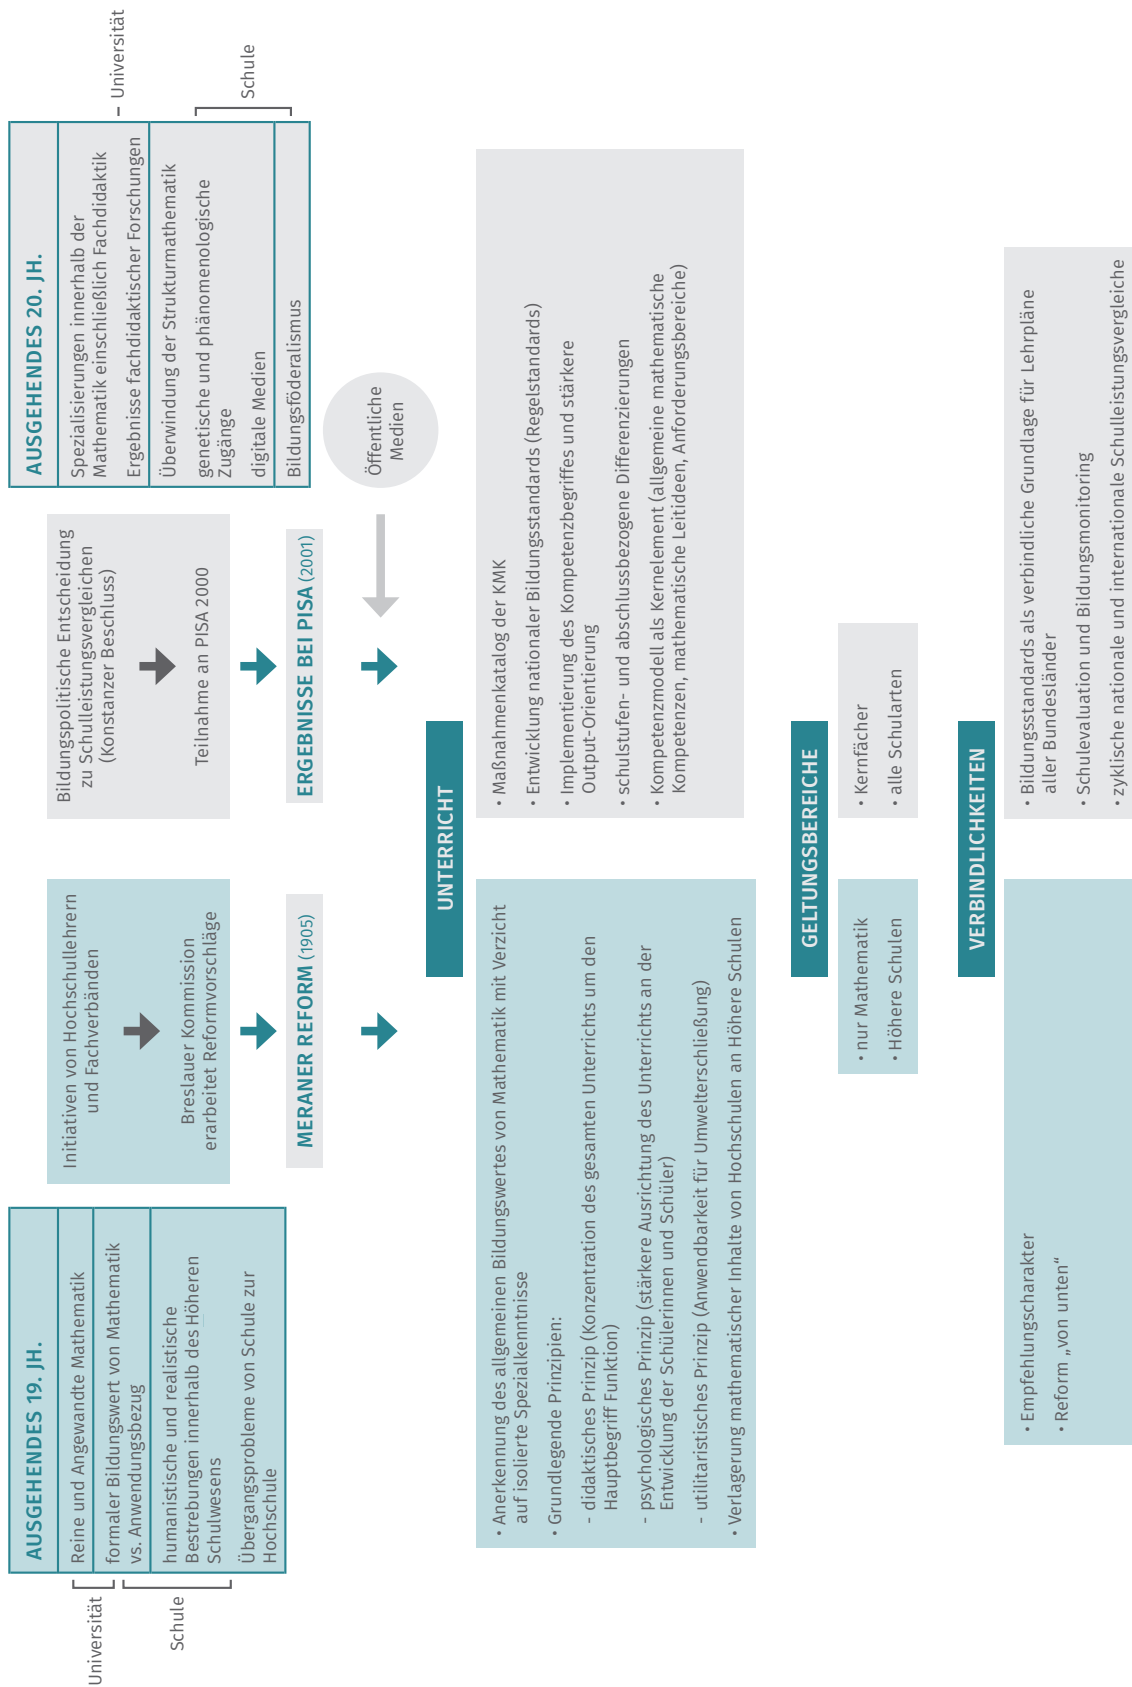 AUSGEHENDES 19. JH.
Reine und Angewandte Mathematik
formaler Bildungswert von Mathematik
vs. Anwendungsbezug
humanistische und realistische
Bestrebungen innerhalb des Höheren
Schulwesens
Übergangsprobleme von Schule zur
Hochschule
Universität
Schule
Initiativen von Hochschullehrern
und Fachverbänden
Breslauer Kommission
erarbeitet Reformvorschläge
MERANER REFORM (1905)
Bildungspolitische Entscheidung
zu Schulleistungsvergleichen
(Konstanzer Beschluss)
Teilnahme an PISA 2000
ERGEBNISSE BEI PISA (2001)
AUSGEHENDES 20. JH.
Spezialisierungen innerhalb der
Mathematik einschließlich Fachdidaktik
Ergebnisse fachdidaktischer Forschungen
Überwindung der Strukturmathematik
genetische und phänomenologische
Zugänge
digitale Medien
Bildungsföderalismus
Universität
Schule
Öffentliche
Medien
UNTERRICHT
• Anerkennung des allgemeinen Bildungswertes von Mathematik mit Verzicht
auf isolierte Spezialkenntnisse
• Grundlegende Prinzipien:
- didaktisches Prinzip (Konzentration des gesamten Unterrichts um den
Hauptbegriff Funktion)
- psychologisches Prinzip (stärkere Ausrichtung des Unterrichts an der
Entwicklung der Schülerinnen und Schüler)
- utilitaristisches Prinzip (Anwendbarkeit für Umwelterschließung)
• Verlagerung mathematischer Inhalte von Hochschulen an Höhere Schulen
• Maßnahmenkatalog der KMK
• Entwicklung nationaler Bildungsstandards (Regelstandards)
• Implementierung des Kompetenzbegriffes und stärkere
Output-Orientierung
• schulstufen- und abschlussbezogene Differenzierungen
• Kompetenzmodell als Kernelement (allgemeine mathematische
Kompetenzen, mathematische Leitideen, Anforderungsbereiche)
GELTUNGSBEREICHE
• nur Mathematik
• Höhere Schulen
• Kernfächer
• alle Schularten
VERBINDLICHKEITEN
• Empfehlungscharakter
• Reform „von unten“
• Bildungsstandards als verbindliche Grundlage für Lehrpläne
aller Bundesländer
• Schulevaluation und Bildungsmonitoring
• zyklische nationale und internationale Schulleistungsvergleiche